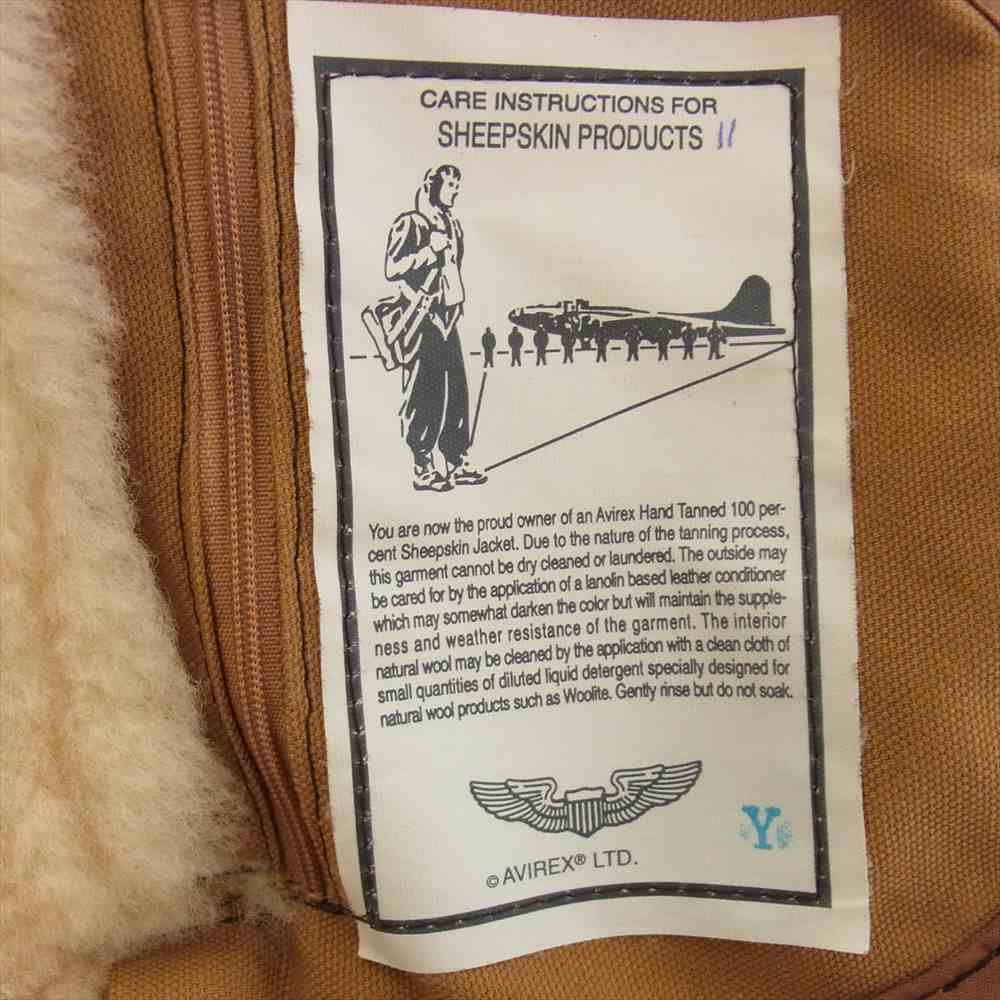 CARE INSTRUCTIONS FOR
SHEEPSKIN PRODUCTS 11
You are now the proud owner of an Avirex Hand Tanned 100 per-
cent Sheepskin Jacket. Due to the nature of the tanning process,
this garment cannot be dry cleaned or laundered. The outside may
be cared for by the application of a lanolin based leather conditioner
which may somewhat darken the color but will maintain the supple-
ness and weather resistance of the garment. The interior
natural wool may be cleaned by the application with a clean cloth of
small quantities of diluted liquid detergent specially designed for
natural wool products such as Woolite. Gently rinse but do not soak.
Y
© AVIREX® LTD.